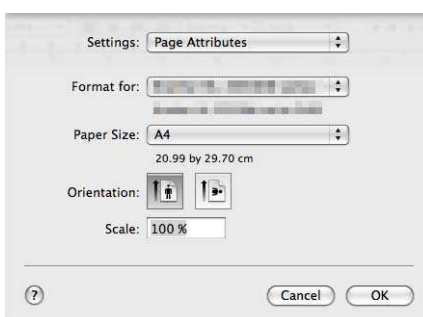 Settings: Page Attributes
Format for:
Paper Size: A4
20.99 by 29.70 cm
Orientation:
Scale: 100 %
? Cancel OK